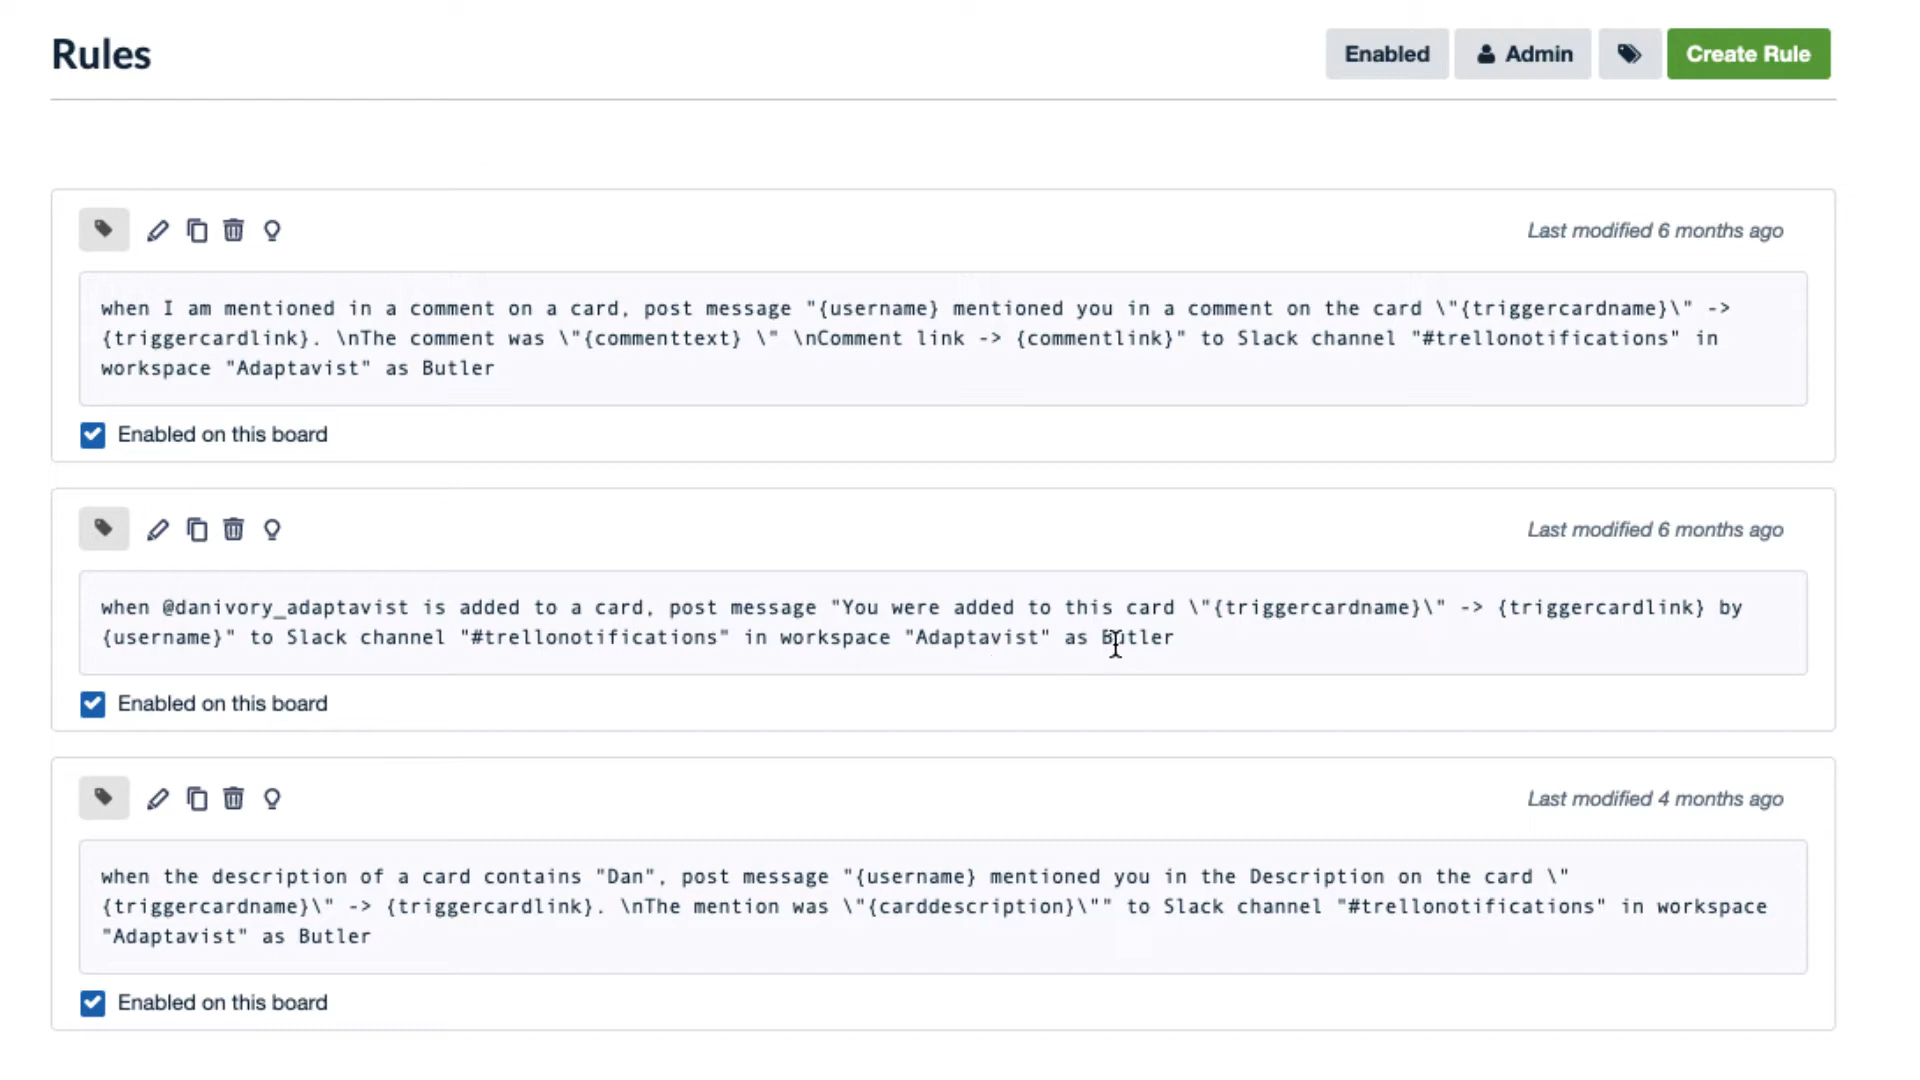 Rules
Enabled
Admin
Create Rule
Last modified 6 months ago
when I am mentioned in a comment on a card, post message "{username} mentioned you in a comment on the card \"{triggercardname}\" ->
{triggercardlink}. \nThe comment was \"{commenttext} \" \nComment link -> {commentlink}" to Slack channel "#trellonotifications" in
workspace "Adaptavist" as Butler
Enabled on this board
Last modified 6 months ago
when @danivory_adaptavist is added to a card, post message "You were added to this card \"{triggercardname}\" -> {triggercardlink} by
{username}" to Slack channel "#trellonotifications" in workspace "Adaptavist" as Butler
Enabled on this board
Last modified 4 months ago
when the description of a card contains "Dan", post message "{username} mentioned you in the Description on the card \"
{triggercardname}\" -> {triggercardlink}. \nThe mention was \"{carddescription}\"" to Slack channel "#trellonotifications" in workspace
"Adaptavist" as Butler
Enabled on this board